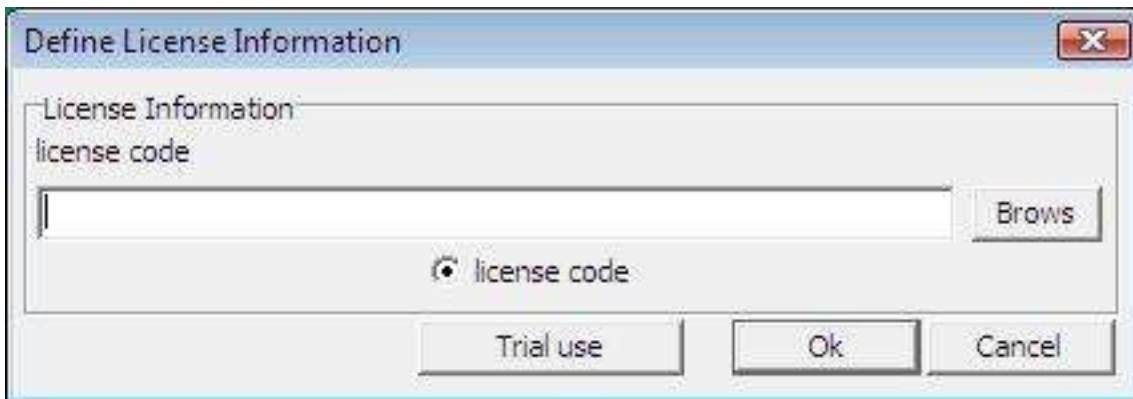 Define License Information
License Information
license code
Brows
license code
Trial use Ok Cancel